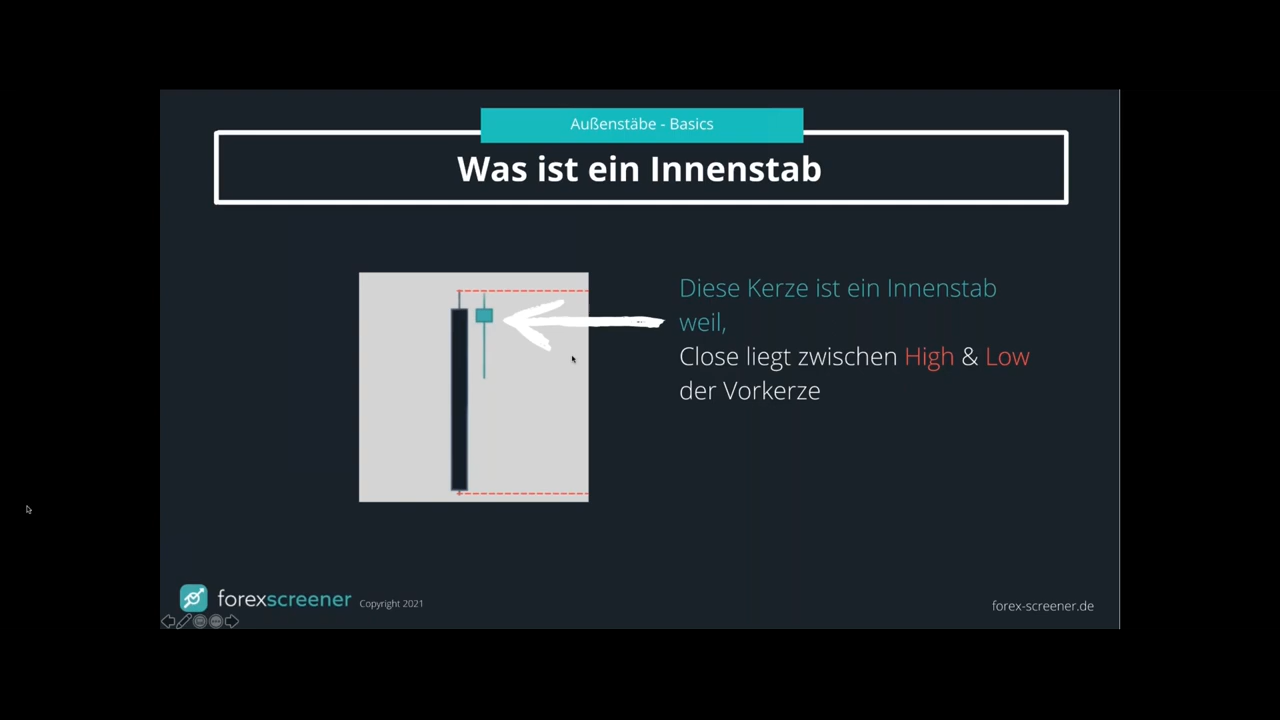 Außenstäbe - Basics
Was ist ein Innenstab
Diese Kerze ist ein Innenstab
weil,
Close liegt zwischen High & Low
der Vorkerze
forexscreener Copyright 2021
forex-screener.de